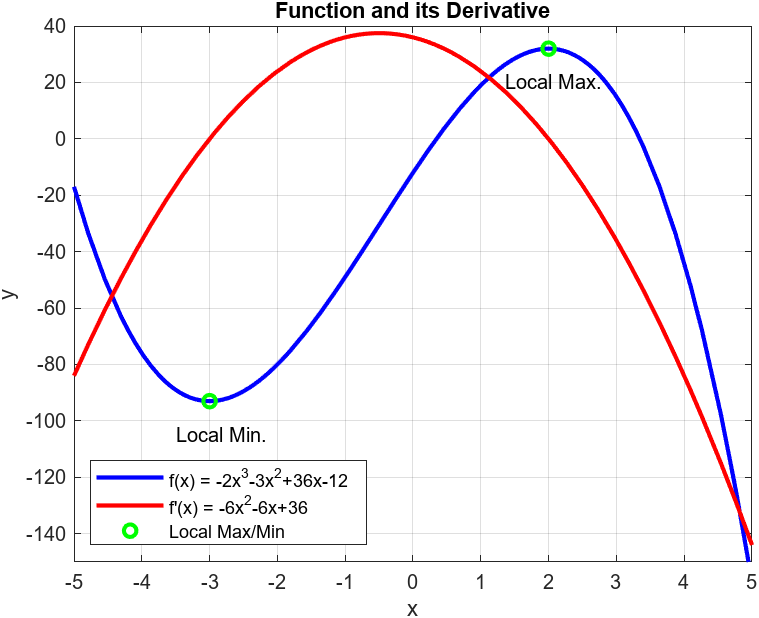 Function and its Derivative
40
20
0
-20
-40
-60
-80
-100
-120
-140
y
Local Max.
Local Min.
f(x) = -2x³-3x²+36x-12
f'(x) = -6x²-6x+36
Local Max/Min
-5 -4 -3 -2 -1 0 1 2 3 4 5
x